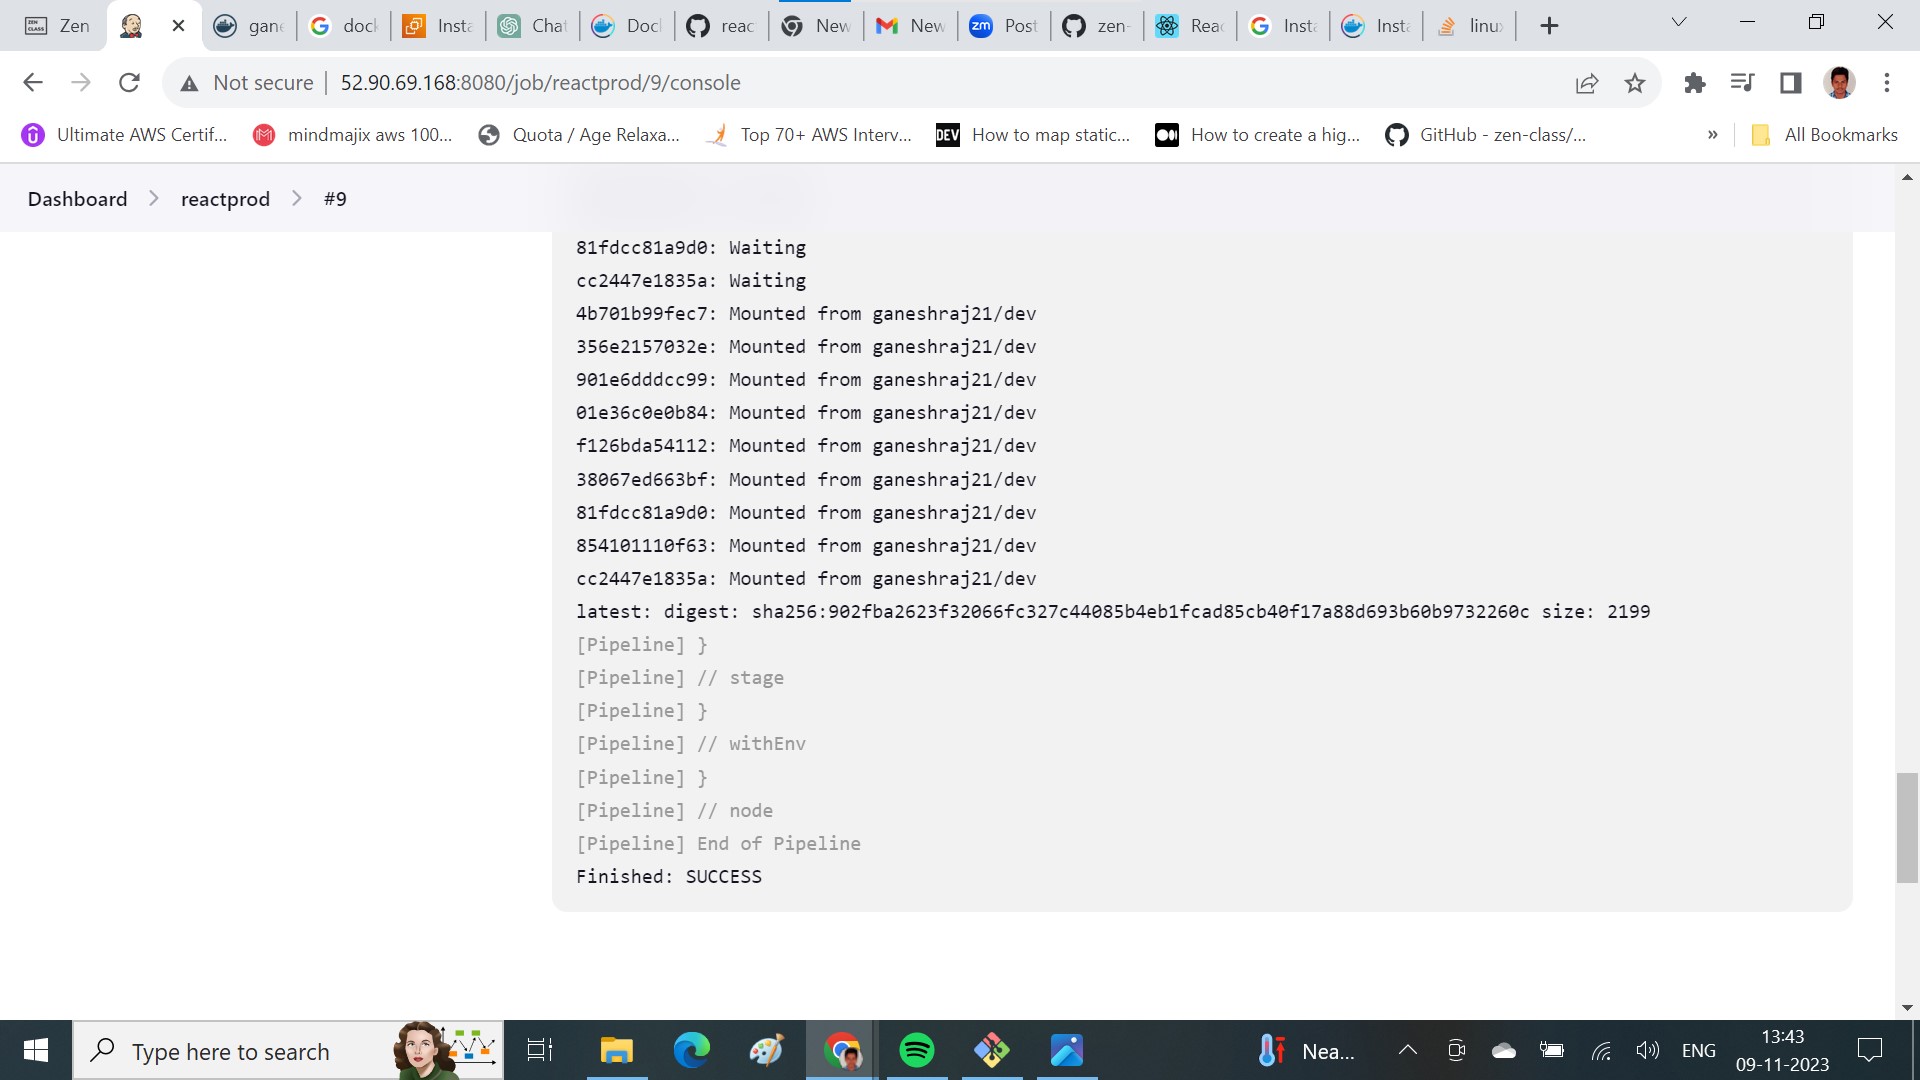 Zen
gan
dock
Insta
Chat
Doc
reac
New
New
zm Post
zen-
Reac
Insta
Insta
linux
Not secure | 52.90.69.168:8080/job/reactprod/9/console
Ultimate AWS Certif...
mindmajix aws 100...
Quota / Age Relaxa...
Top 70+ AWS Interv...
DEV How to map static...
How to create a hig...
GitHub - zen-class/...
» All Bookmarks
Dashboard > reactprod > #9
81fdcc81a9d0: Waiting
cc2447e1835a: Waiting
4b701b99fec7: Mounted from ganeshraj21/dev
356e2157032e: Mounted from ganeshraj21/dev
901e6dddcc99: Mounted from ganeshraj21/dev
01e36c0e0b84: Mounted from ganeshraj21/dev
f126bda54112: Mounted from ganeshraj21/dev
38067ed663bf: Mounted from ganeshraj21/dev
81fdcc81a9d0: Mounted from ganeshraj21/dev
854101110f63: Mounted from ganeshraj21/dev
cc2447e1835a: Mounted from ganeshraj21/dev
latest: digest: sha256:902fba2623f32066fc327c44085b4eb1fcad85cb40f17a88d693b60b9732260c size: 2199
[Pipeline] }
[Pipeline] // stage
[Pipeline] }
[Pipeline] // withEnv
[Pipeline] }
[Pipeline] // node
[Pipeline] End of Pipeline
Finished: SUCCESS
Type here to search
Nea...
ENG
13:43
09-11-2023